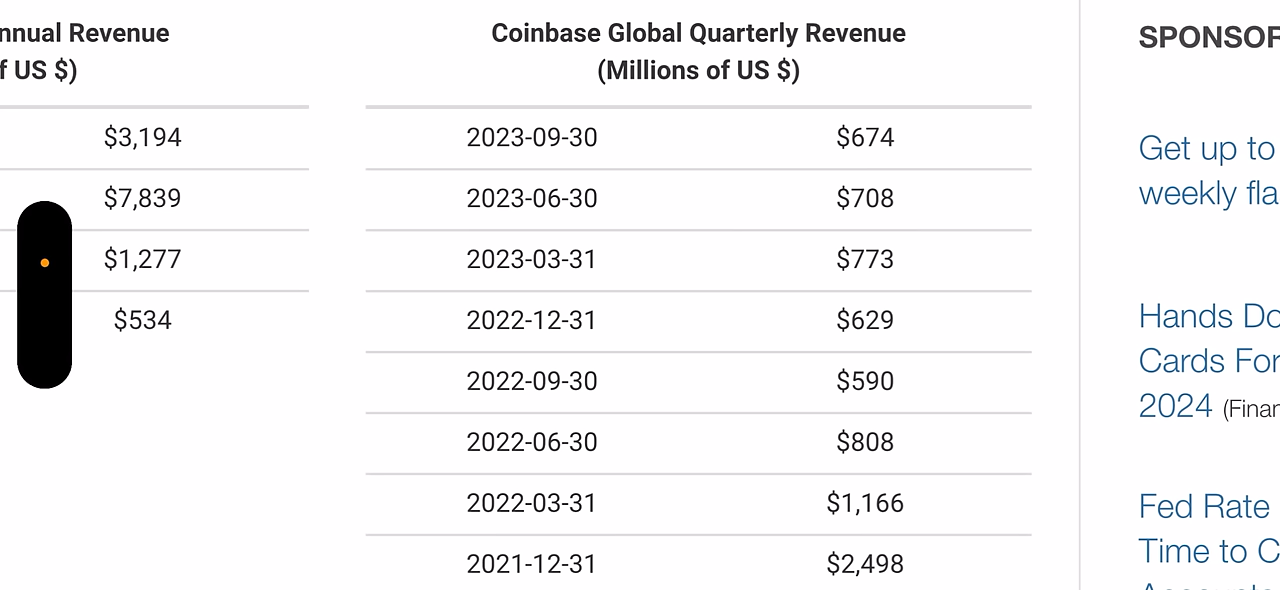 nnual Revenue
f US $)
$3,194
$7,839
$1,277
$534
Coinbase Global Quarterly Revenue
(Millions of US $)
2023-09-30 $674
2023-06-30 $708
2023-03-31 $773
2022-12-31 $629
2022-09-30 $590
2022-06-30 $808
2022-03-31 $1,166
2021-12-31 $2,498
SPONSOR
Get up to
weekly fla
Hands Do
Cards For
2024 (Finan
Fed Rate
Time to C